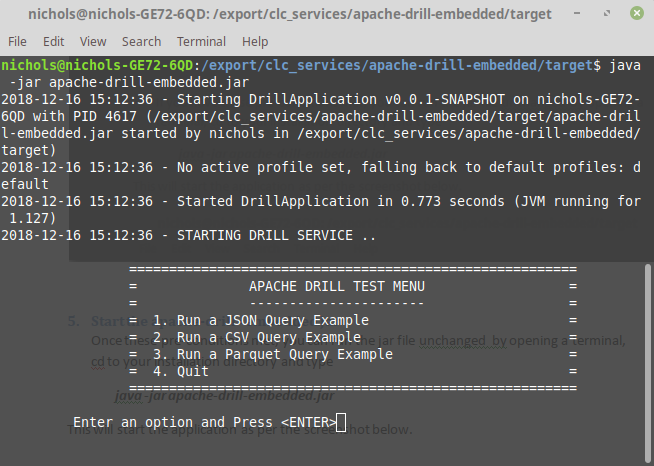 nichols@nichols-GE72-6QD: /export/clc_services/apache-drill-embedded/target
File Edit View Search Terminal Help
nichols@nichols-GE72-6QD:/export/clc_services/apache-drill-embedded/target$ java
-jar apache-drill-embedded.jar
2018-12-16 15:12:36 - Starting DrillApplication v0.0.1-SNAPSHOT on nichols-GE72-
6QD with PID 4617 (/export/clc_services/apache-drill-embedded/target/apache-dril
l-embedded.jar started by nichols in /export/clc_services/apache-drill-embedded/
target)
2018-12-16 15:12:36 - No active profile set, falling back to default profiles: d
efault
2018-12-16 15:12:36 - Started DrillApplication in 0.773 seconds (JVM running for
1.127)
2018-12-16 15:12:36 - STARTING DRILL SERVICE ..
=======================================================
= APACHE DRILL TEST MENU =
= ---------------------- =
= 1. Run a JSON Query Example =
= 2. Run a CSV Query Example =
= 3. Run a Parquet Query Example =
= 4. Quit =
=======================================================
Enter an option and Press <ENTER>
5. Start the
Once these the jar file unchanged by opening a terminal,
cd to your installation directory and type
java -jar apache-drill-embedded.jar
This will start the application as per the screenshot below.